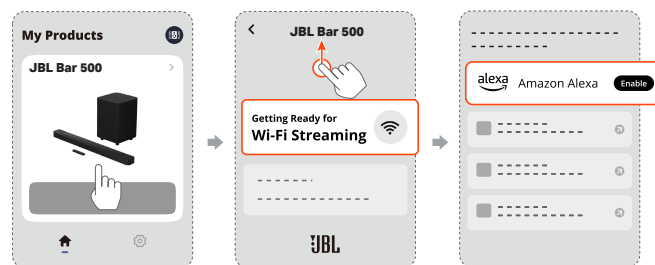 My Products
JBL Bar 500
JBL Bar 500
Getting Ready for
Wi-Fi Streaming
JBL
alexa
Amazon Alexa
Enable